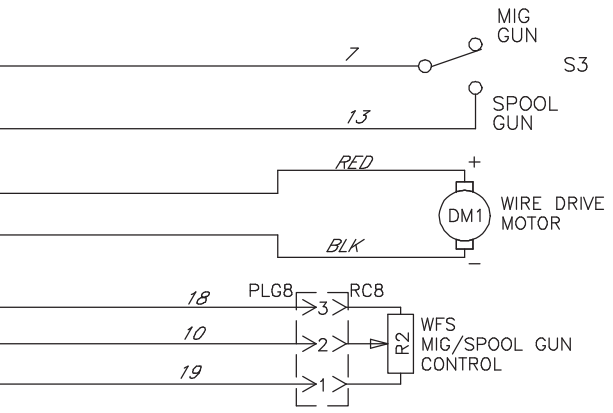 MIG
GUN
7
S3
13
SPOOL
GUN
RED
+
DM1
WIRE DRIVE
MOTOR
BLK
-
PLG8
RC8
18
3
10
2
R2
WFS
MIG/SPOOL GUN
CONTROL
19
1